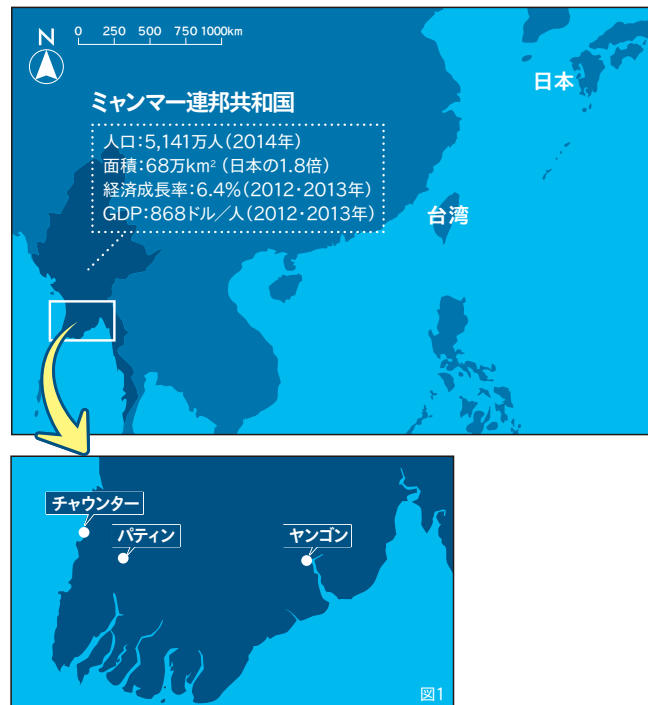 N
0 250 500 750 1000km
日本
ミャンマー連邦共和国
人口:5,141万人(2014年)
面積:68万km²(日本の1.8倍)
経済成長率:6.4%(2012・2013年)
GDP:868ドル/人(2012・2013年)
台湾
チャウンター
パティン
ヤンゴン
図1